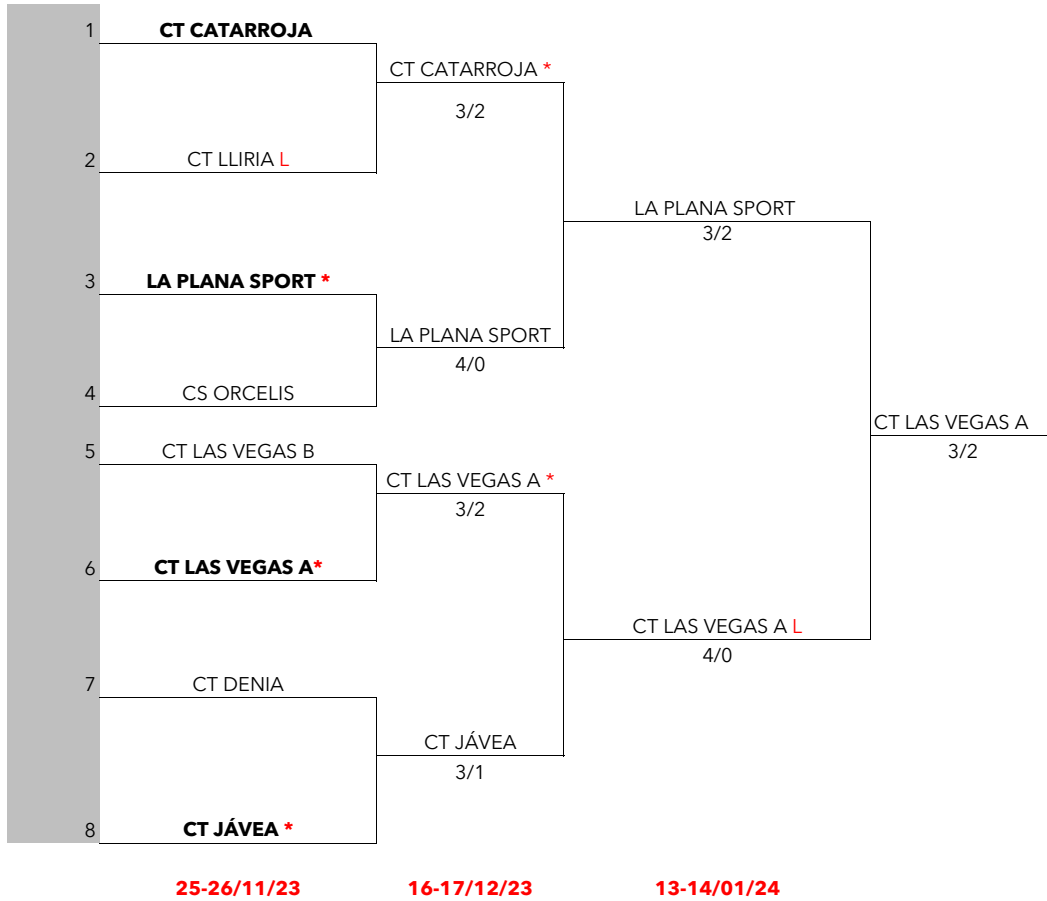 1 CT CATARROJA
CT CATARROJA *
3/2
2 CT LLIRIA L
LA PLANA SPORT
3/2
3 LA PLANA SPORT *
LA PLANA SPORT
4/0
4 CS ORCELIS
CT LAS VEGAS A
3/2
5 CT LAS VEGAS B
CT LAS VEGAS A *
3/2
6 CT LAS VEGAS A*
CT LAS VEGAS A L
4/0
7 CT DENIA
CT JÁVEA
3/1
8 CT JÁVEA *
25-26/11/23 16-17/12/23 13-14/01/24